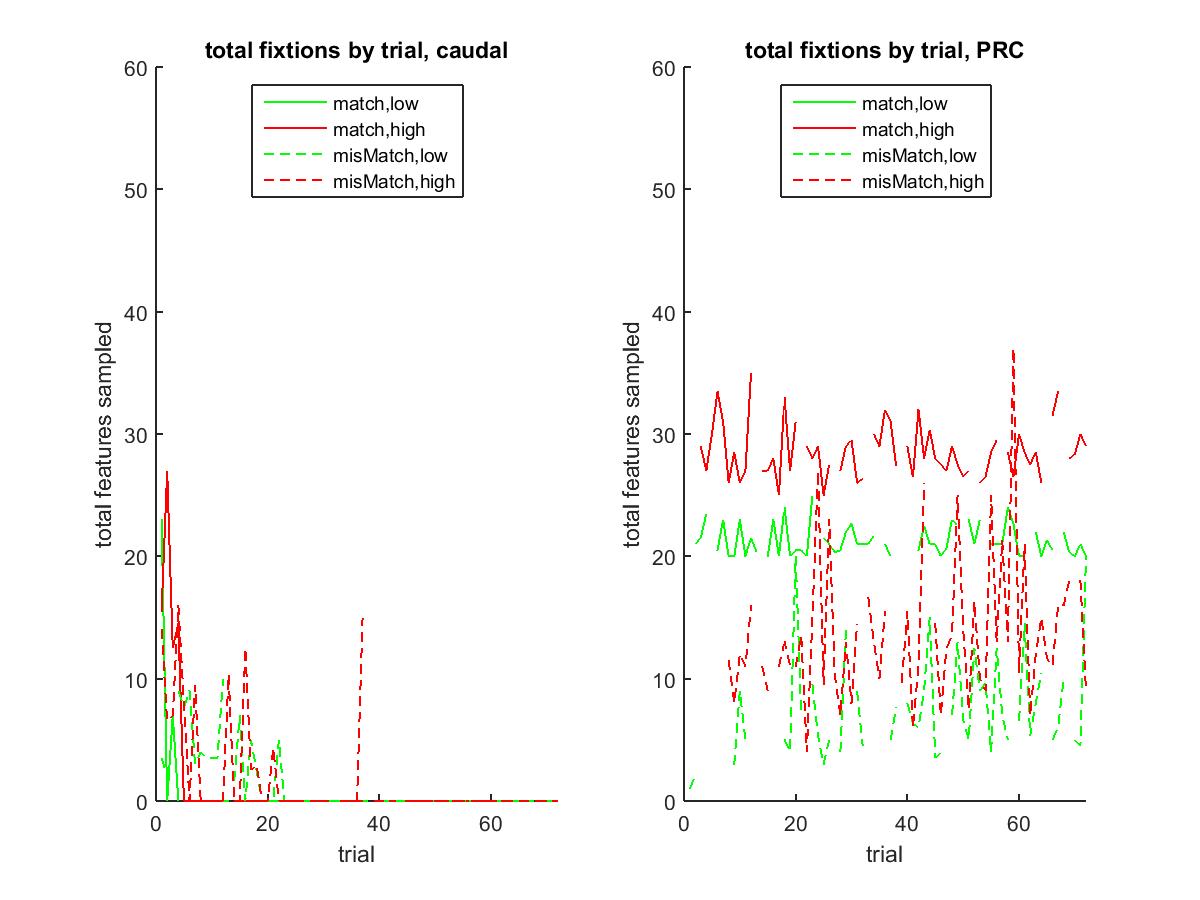 total fixtions by trial, caudal
match,low
match,high
misMatch,low
misMatch,high
60
50
40
30
20
10
0
total features sampled
0 20 40 60
trial
total fixtions by trial, PRC
match,low
match,high
misMatch,low
misMatch,high
60
50
40
30
20
10
0
total features sampled
0 20 40 60
trial